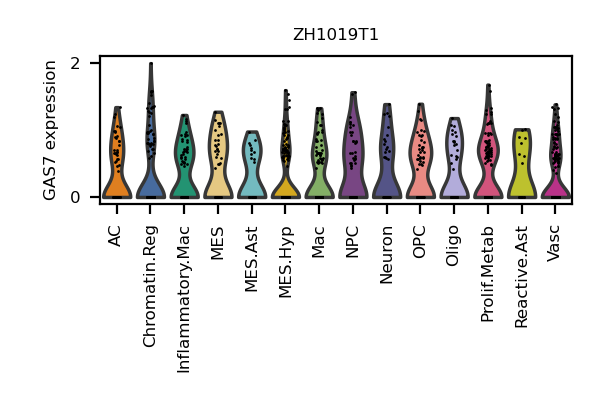 ZH1019T1
GAS7 expression
2
0
AC
Chromatin.Reg
Inflammatory.Mac
MES
MES.Ast
MES.Hyp
Mac
NPC
Neuron
OPC
Oligo
Prolif.Metab
Reactive.Ast
Vasc